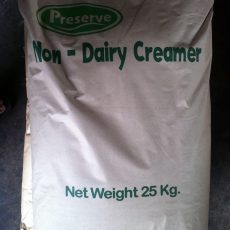 Preserve
Non - Dairy Creamer
Net Weight 25 Kg.